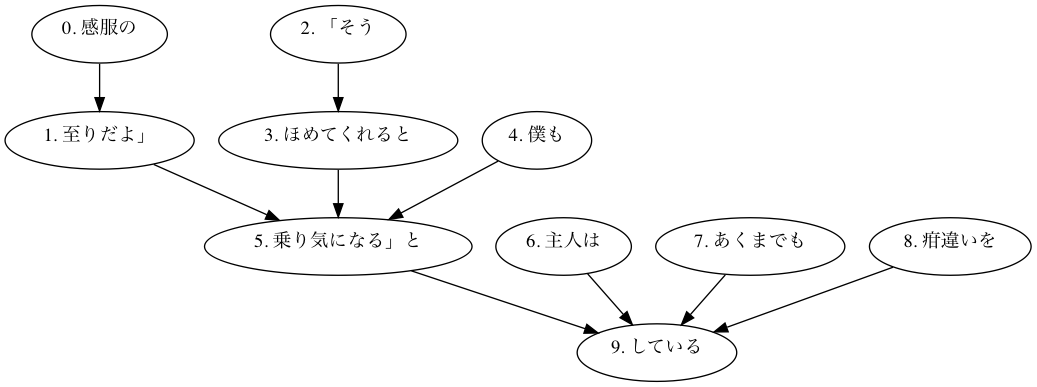 0. 感服の
2. 「そう
1. 至りだよ」
3. ほめてくれると
4. 僕も
5. 乗り気になる」と
6. 主人は
7. あくまでも
8. 疳違いを
9. している